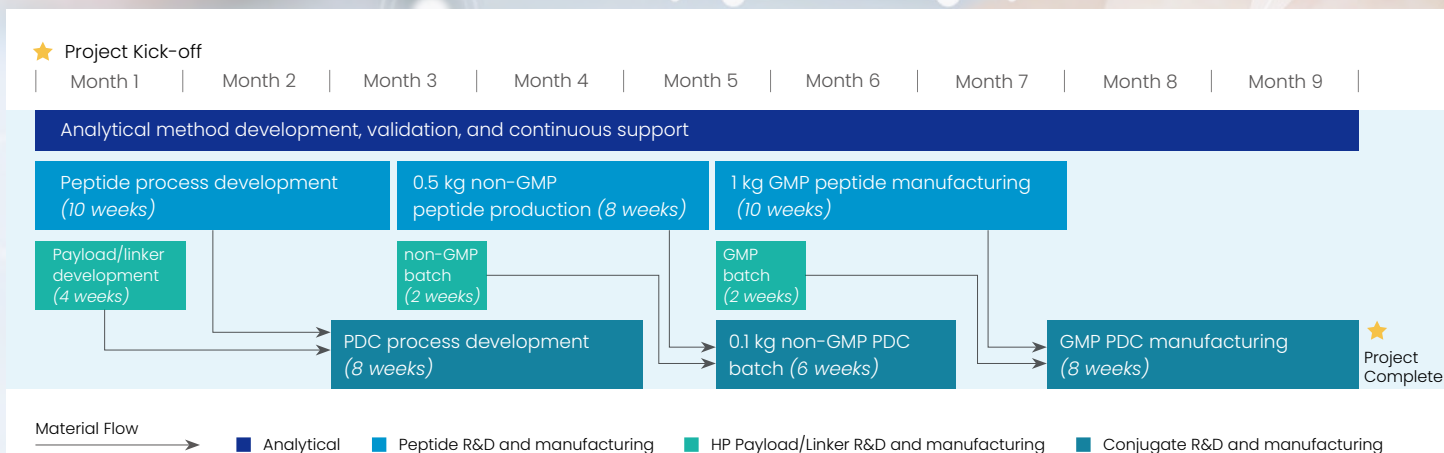 Project Kick-off
Month 1
Month 2
Month 3
Month 4
Month 5
Month 6
Month 7
Month 8
Month 9
Analytical method development, validation, and continuous support
Peptide process development
(10 weeks)
0.5 kg non-GMP
peptide production (8 weeks)
1 kg GMP peptide manufacturing
(10 weeks)
Payload/linker
development
(4 weeks)
non-GMP
batch
(2 weeks)
GMP
batch
(2 weeks)
PDC process development
(8 weeks)
0.1 kg non-GMP PDC
batch (6 weeks)
GMP PDC manufacturing
(8 weeks)
Project
Complete
Material Flow
Analytical
Peptide R&D and manufacturing
HP Payload/Linker R&D and manufacturing
Conjugate R&D and manufacturing